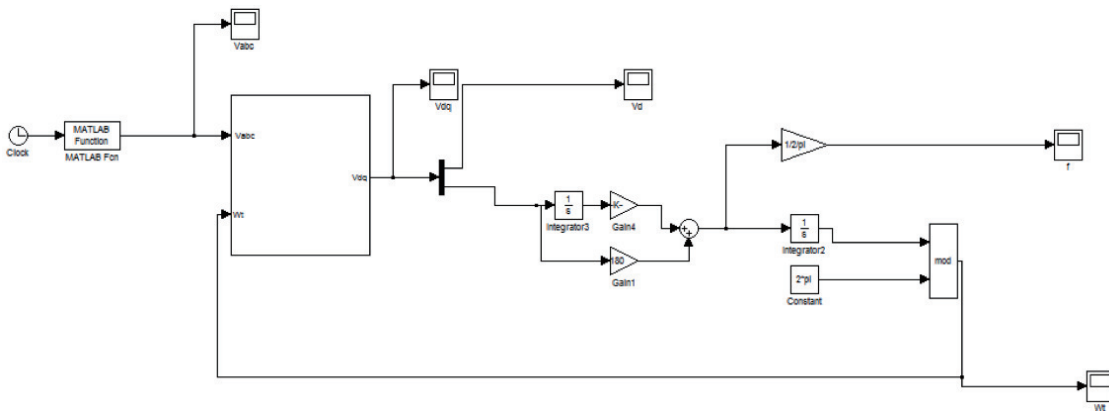 Vabc
Vdq
Vd
MATLAB
Function
MATLAB Fcn
Clock
Vabc
Vdq
Wt
1/2/pi
f
1
s
Integrator3
-K-
Gain4
+
+
180
Gain1
1
s
Integrator2
2*pi
Constant
mod
Wt